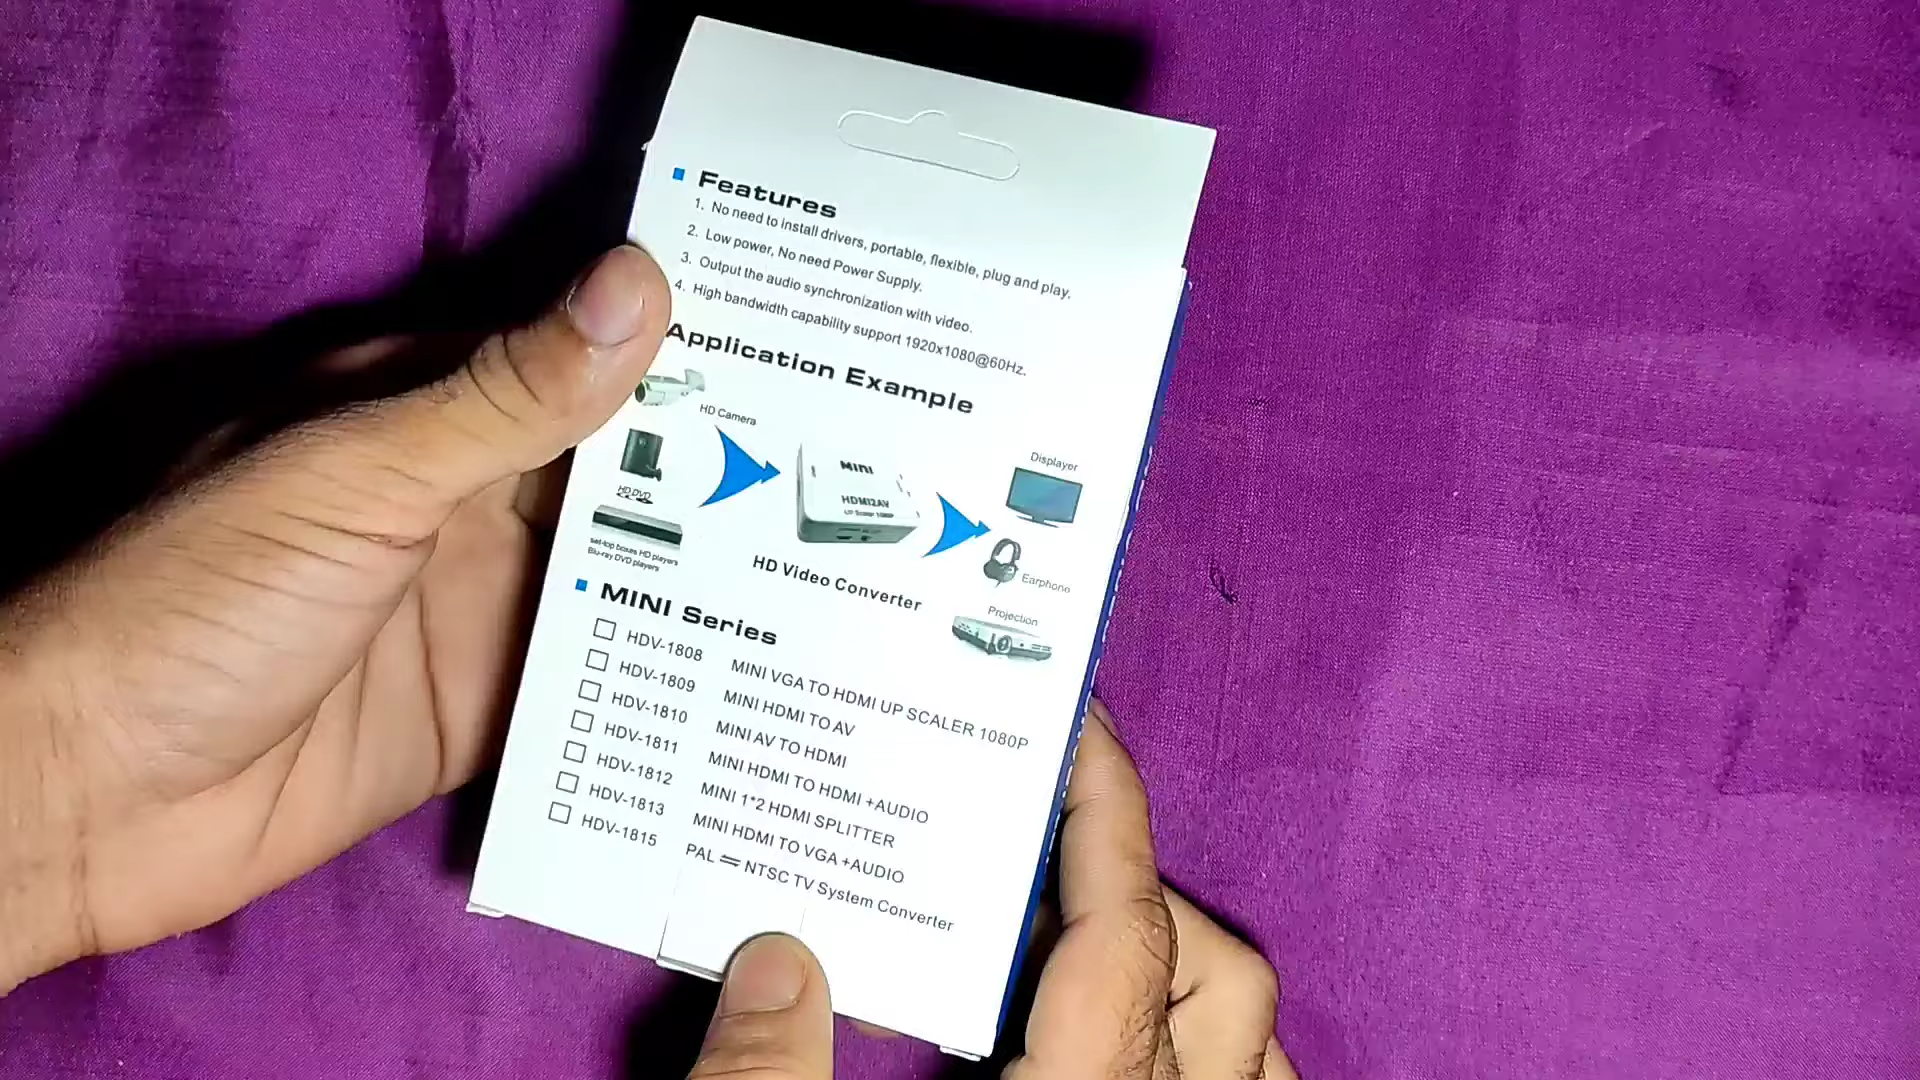 Features
1. No need to install drivers, portable, flexible, plug and play.
2. Low power, No need Power Supply.
3. Output the audio synchronization with video.
4. High bandwidth capability support 1920x1080@60Hz.
Application Example
HD Camera
HD DVD
set-top boxes HD players
Blu-ray DVD players
MINI
HDMI2AV
UP Scaler 1080P
HD Video Converter
Displayer
Earphone
Projection
MINI Series
HDV-1808 MINI VGA TO HDMI UP SCALER 1080P
HDV-1809 MINI HDMI TO AV
HDV-1810 MINI AV TO HDMI
HDV-1811 MINI HDMI TO HDMI +AUDIO
HDV-1812 MINI 1*2 HDMI SPLITTER
HDV-1813 MINI HDMI TO VGA +AUDIO
HDV-1815 PAL ⇌ NTSC TV System Converter